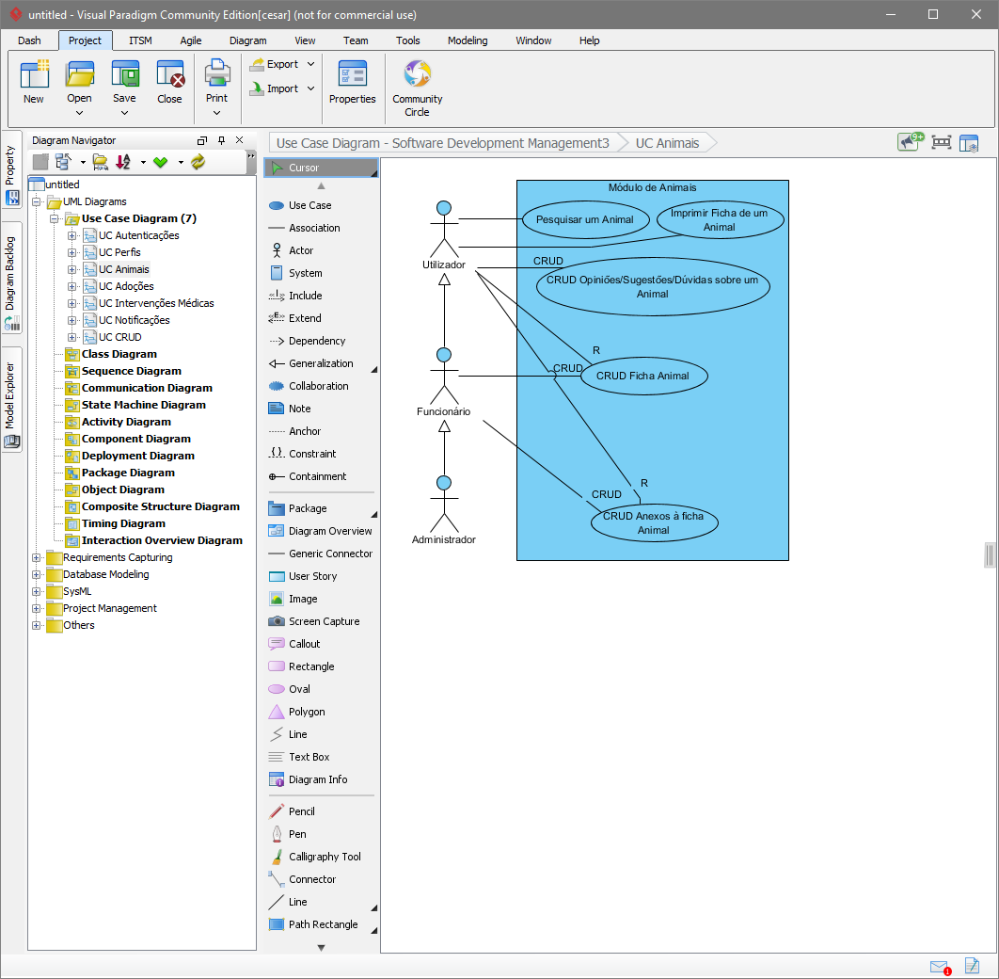 untitled - Visual Paradigm Community Edition[cesar] (not for commercial use)
Dash Project ITSM Agile Diagram View Team Tools Modeling Window Help
New Open Save Close Print Export Import Properties Community Circle
Property
Diagram Backlog
Model Explorer
Diagram Navigator
untitled
UML Diagrams
Use Case Diagram (7)
UC Autenticações
UC Perfis
UC Animais
UC Adoções
UC Intervenções Médicas
UC Notificações
UC CRUD
Class Diagram
Sequence Diagram
Communication Diagram
State Machine Diagram
Activity Diagram
Component Diagram
Deployment Diagram
Package Diagram
Object Diagram
Composite Structure Diagram
Timing Diagram
Interaction Overview Diagram
Requirements Capturing
Database Modeling
SysML
Project Management
Others
Cursor
Use Case
Association
Actor
System
Include
Extend
Dependency
Generalization
Collaboration
Note
Anchor
Constraint
Containment
Package
Diagram Overview
Generic Connector
User Story
Image
Screen Capture
Callout
Rectangle
Oval
Polygon
Line
Text Box
Diagram Info
Pencil
Pen
Calligraphy Tool
Connector
Line
Path Rectangle
Use Case Diagram - Software Development Management3
UC Animais
9+
Módulo de Animais
Pesquisar um Animal
Imprimir Ficha de um
Animal
Utilizador
CRUD
CRUD Opiniões/Sugestões/Dúvidas sobre um
Animal
R
CRUD
CRUD Ficha Animal
Funcionário
R
CRUD
CRUD Anexos à ficha
Animal
Administrador
1